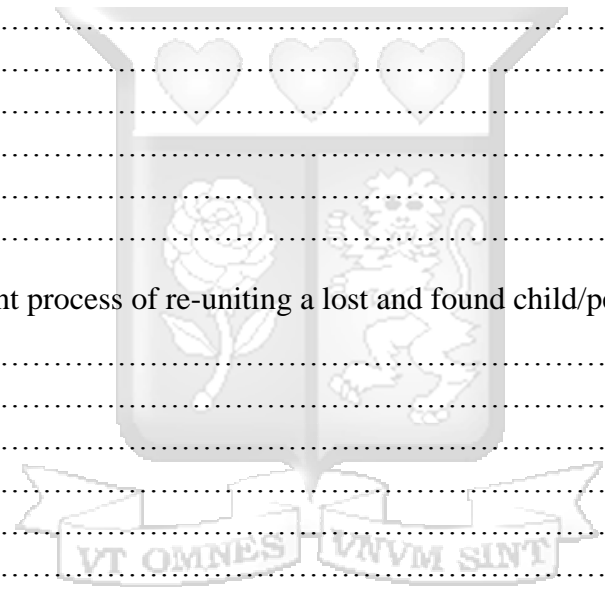 nt process of re-uniting a lost and found child/pe
VT OMNES VNVM SINT